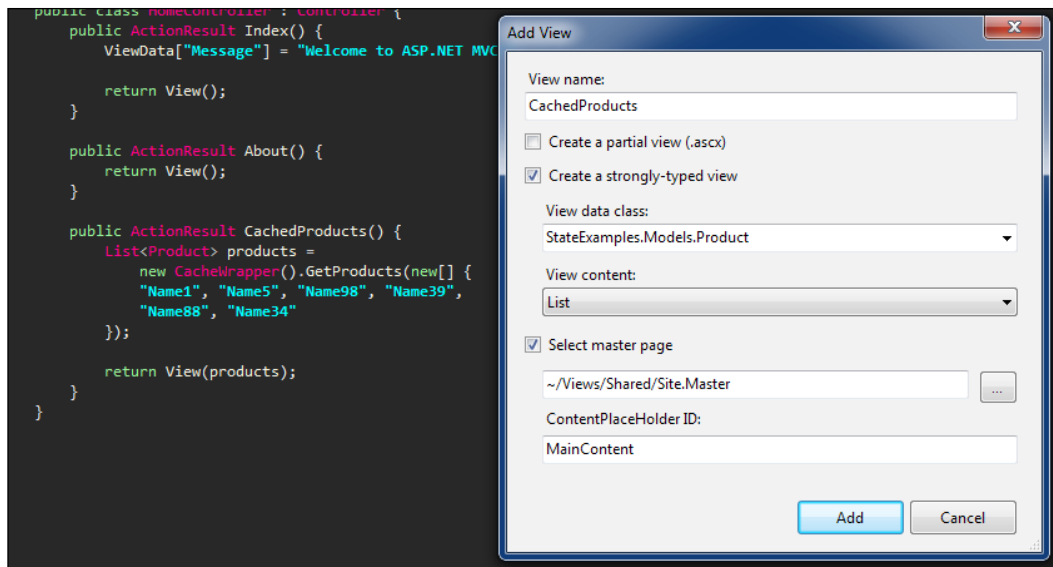 public class HomeController : Controller {
public ActionResult Index() {
ViewData["Message"] = "Welcome to ASP.NET MVC
return View();
}
public ActionResult About() {
return View();
}
public ActionResult CachedProducts() {
List<Product> products =
new CacheWrapper().GetProducts(new[] {
"Name1", "Name5", "Name98", "Name39",
"Name88", "Name34"
});
return View(products);
}
}
Add View
View name:
CachedProducts
Create a partial view (.ascx)
Create a strongly-typed view
View data class:
StateExamples.Models.Product
View content:
List
Select master page
~/Views/Shared/Site.Master
...
ContentPlaceHolder ID:
MainContent
Add Cancel